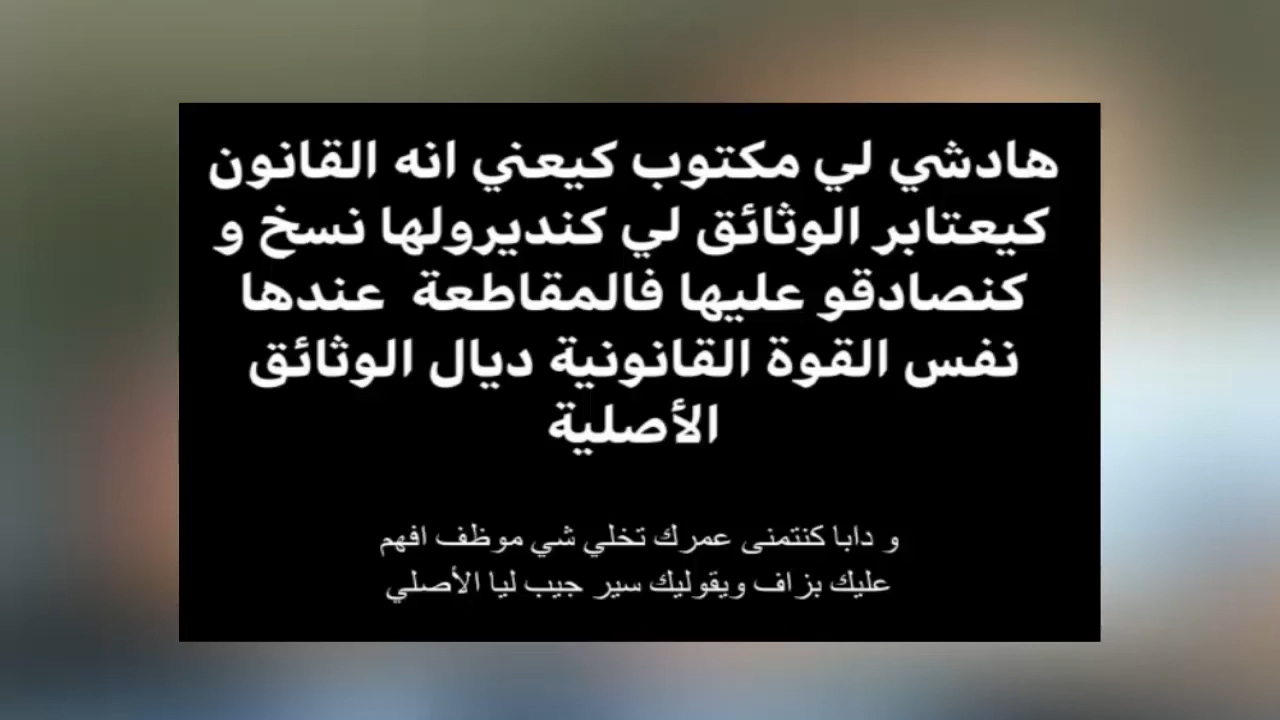 هادشي لي مكتوب كيعني انه القانون
كيعتابر الوثائق لي كنديرولها نسخ و
كنصادقو عليها فالمقاطعة عندها
نفس القوة القانونية ديال الوثائق
الأصلية
و دابا كنتمنى عمرك تخلي شي موظف افهم
عليك بزاف ويقوليك سير جيب ليا الأصلي